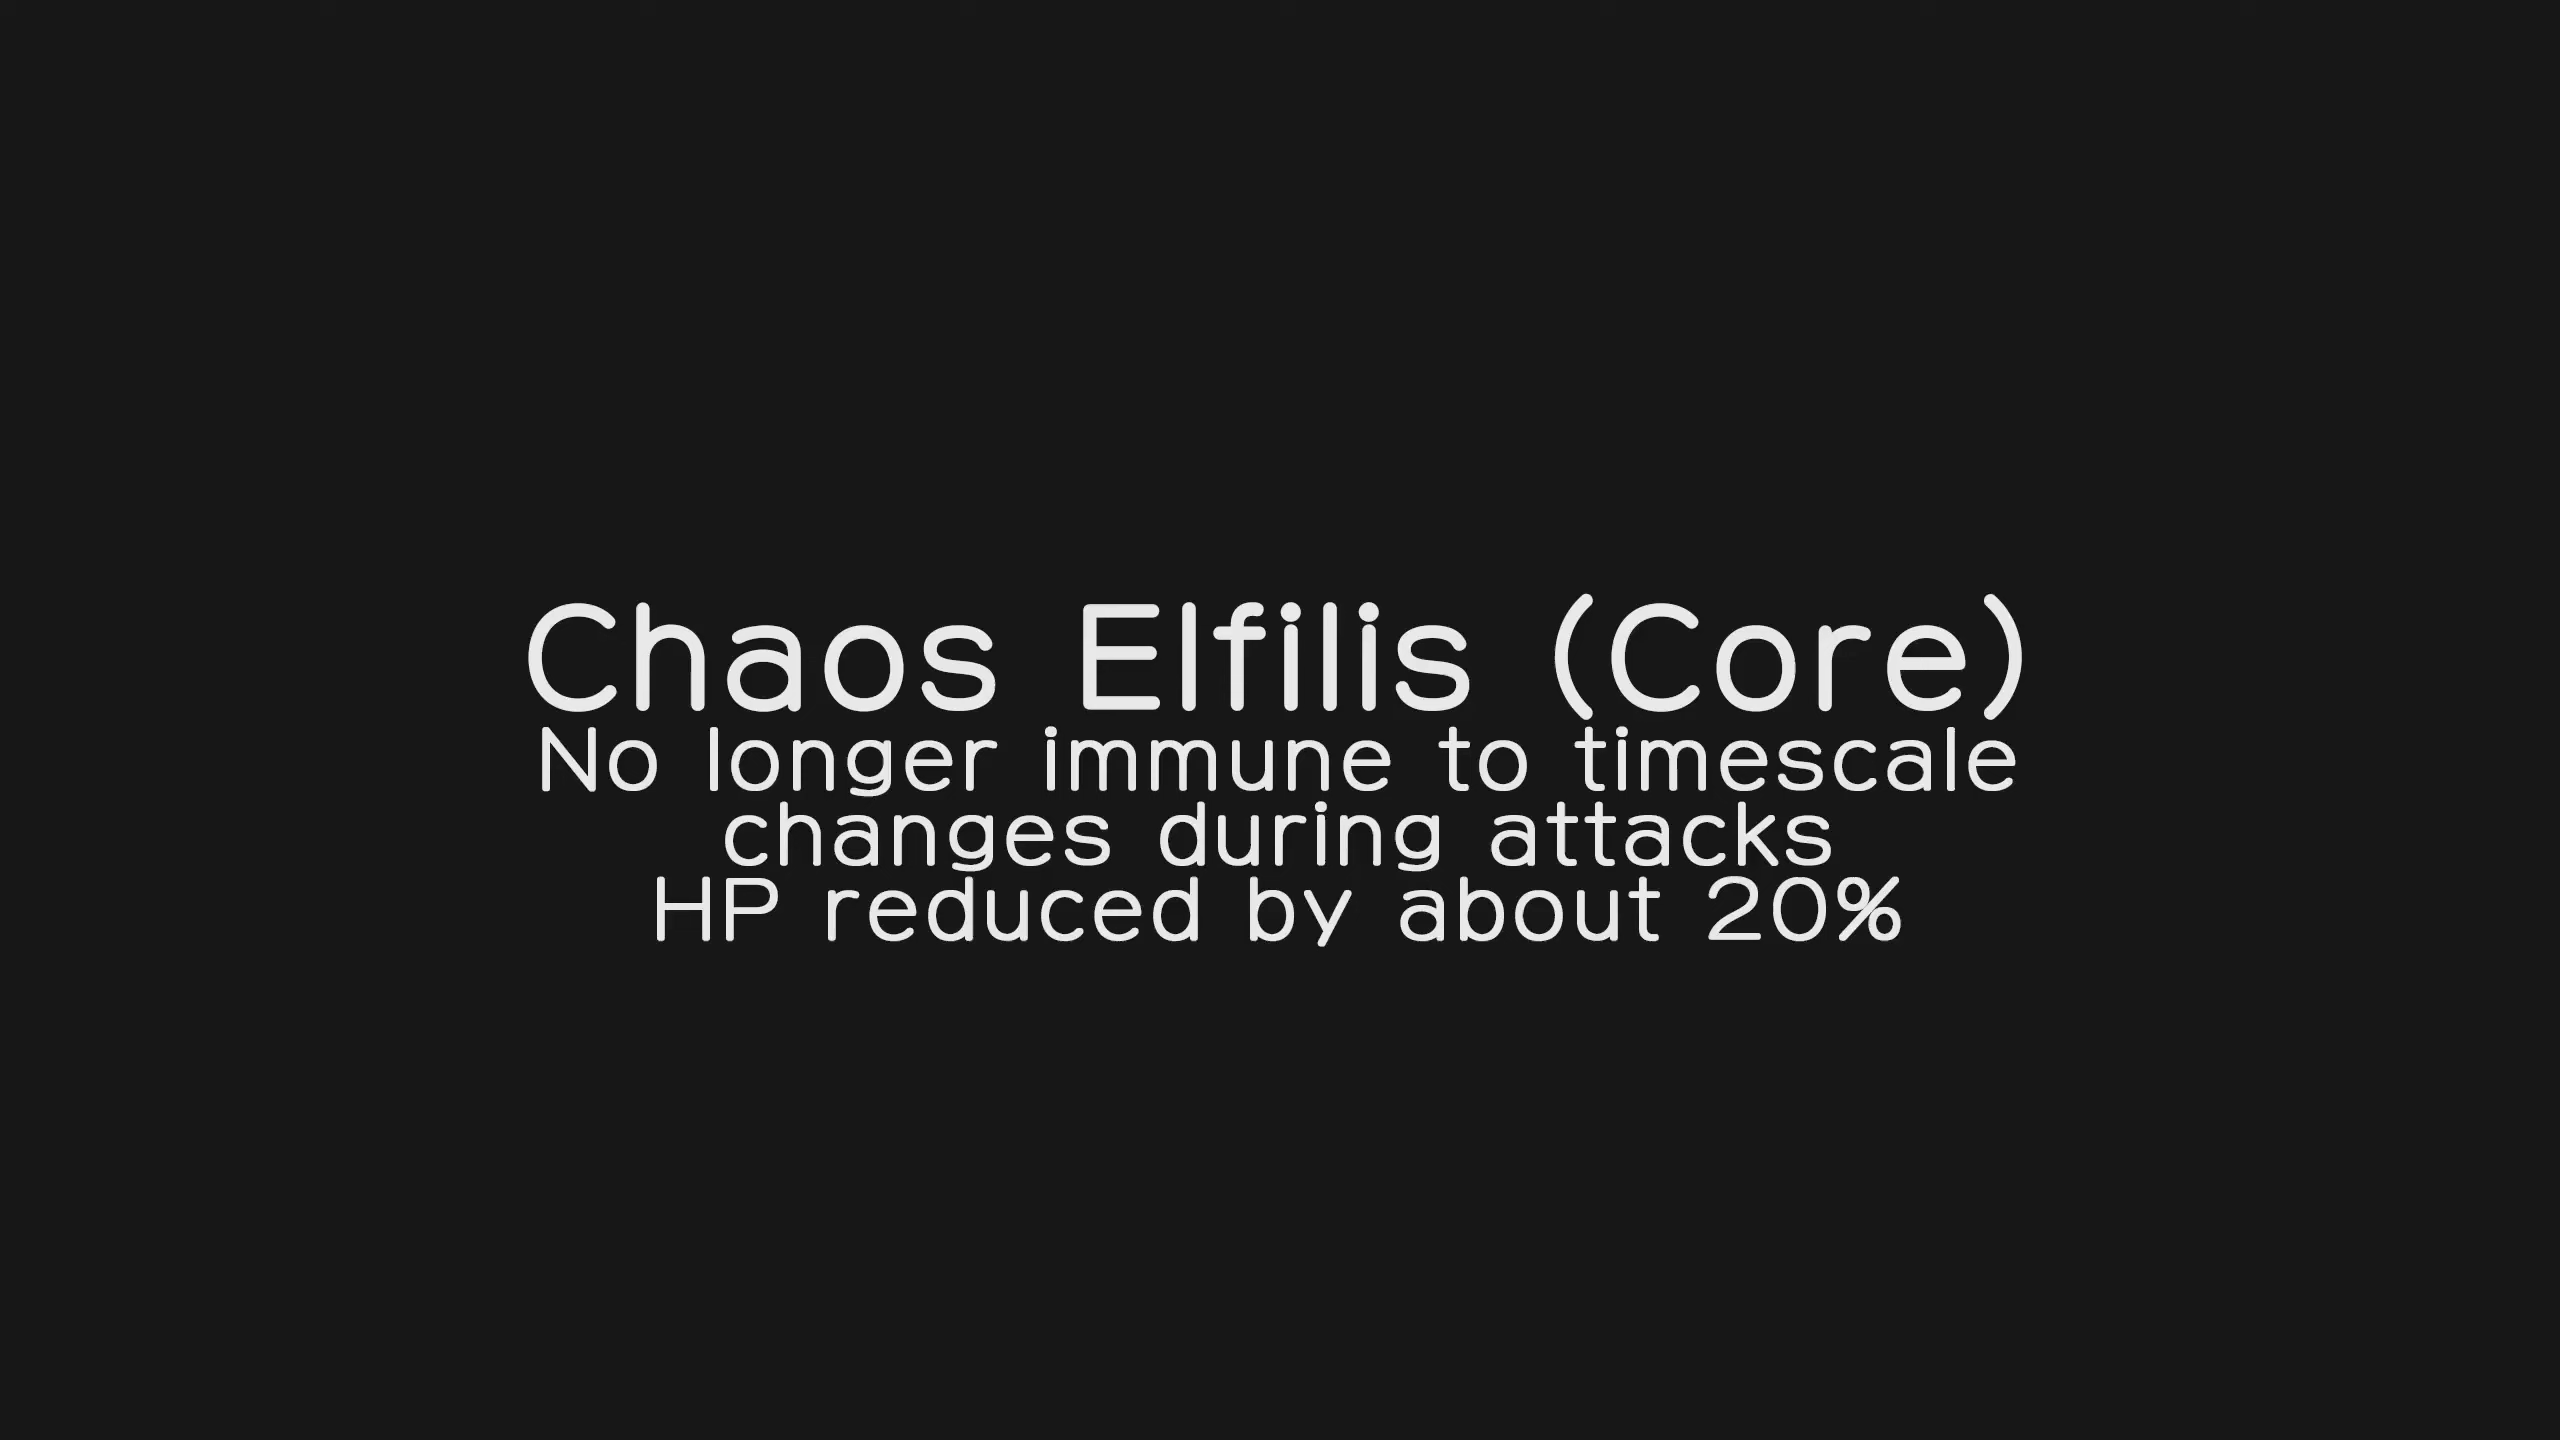 Chaos Elfilis (Core)
No longer immune to timescale
changes during attacks
HP reduced by about 20%